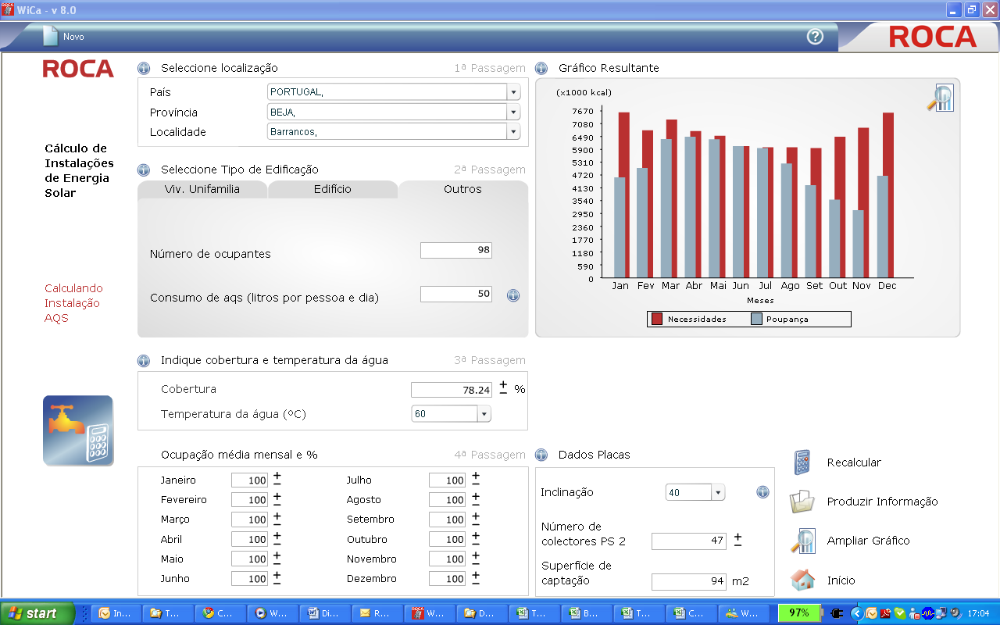 WiCa - v 8.0
Novo
?
ROCA
ROCA
Cálculo de
Instalações
de Energia
Solar
Calculando
Instalação
AQS
Seleccione localização 1ª Passagem
País PORTUGAL,
Província BEJA,
Localidade Barrancos,
Seleccione Tipo de Edificação 2ª Passagem
Viv. Unifamilia Edifício Outros
Número de ocupantes 98
Consumo de aqs (litros por pessoa e dia) 50
Indique cobertura e temperatura da água 3ª Passagem
Cobertura 78.24 + - %
Temperatura da água (ºC) 60
Ocupação média mensal e % 4ª Passagem
Janeiro 100 + - Julho 100 + -
Fevereiro 100 + - Agosto 100 + -
Março 100 + - Setembro 100 + -
Abril 100 + - Outubro 100 + -
Maio 100 + - Novembro 100 + -
Junho 100 + - Dezembro 100 + -
Gráfico Resultante
(x1000 kcal)
7670
7080
6490
5900
5310
4720
4130
3540
2950
2360
1770
1180
590
0
Jan Fev Mar Abr Mai Jun Jul Ago Set Out Nov Dec
Meses
Necessidades Poupança
Dados Placas
Inclinação 40
Número de
colectores PS 2 47 + -
Superfície de
captação 94 m2
Recalcular
Produzir Informação
Ampliar Gráfico
Início
start In... T... C... W... Di... R... W... D... T... B... T... C... W... 97% 17:04